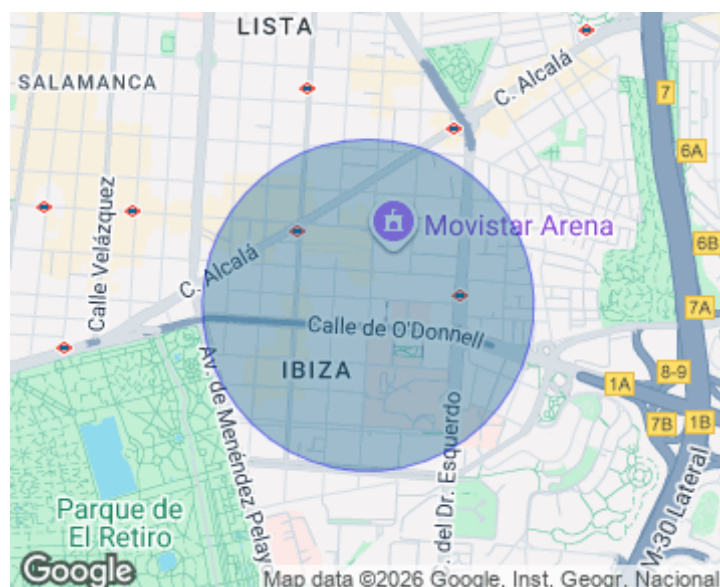 LISTA
SALAMANCA
C. Alcalá
7
6A
Calle Velázquez
Movistar Arena
6B
C. Alcalá
7A
Calle de O'Donnell
IBIZA
Av. de Menéndez Pelayo
8-9
1A
7B
1B
C. del Dr. Esquerdo
Parque de
El Retiro
M-30 Lateral
Google
Map data ©2026 Google, Inst. Geogr. Nacional